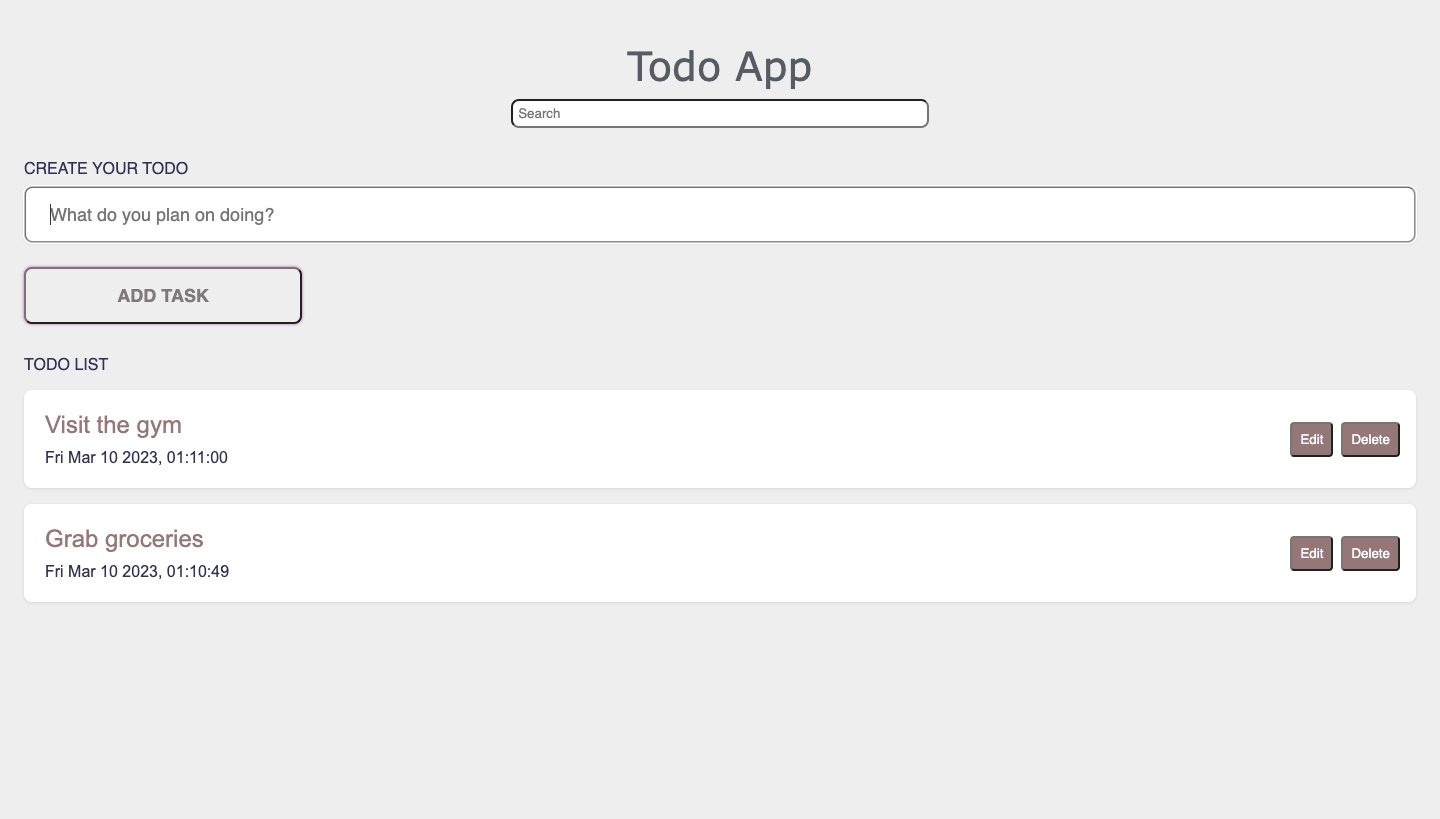 Todo App
Search
CREATE YOUR TODO
What do you plan on doing?
ADD TASK
TODO LIST
Visit the gym
Fri Mar 10 2023, 01:11:00
Edit Delete
Grab groceries
Fri Mar 10 2023, 01:10:49
Edit Delete